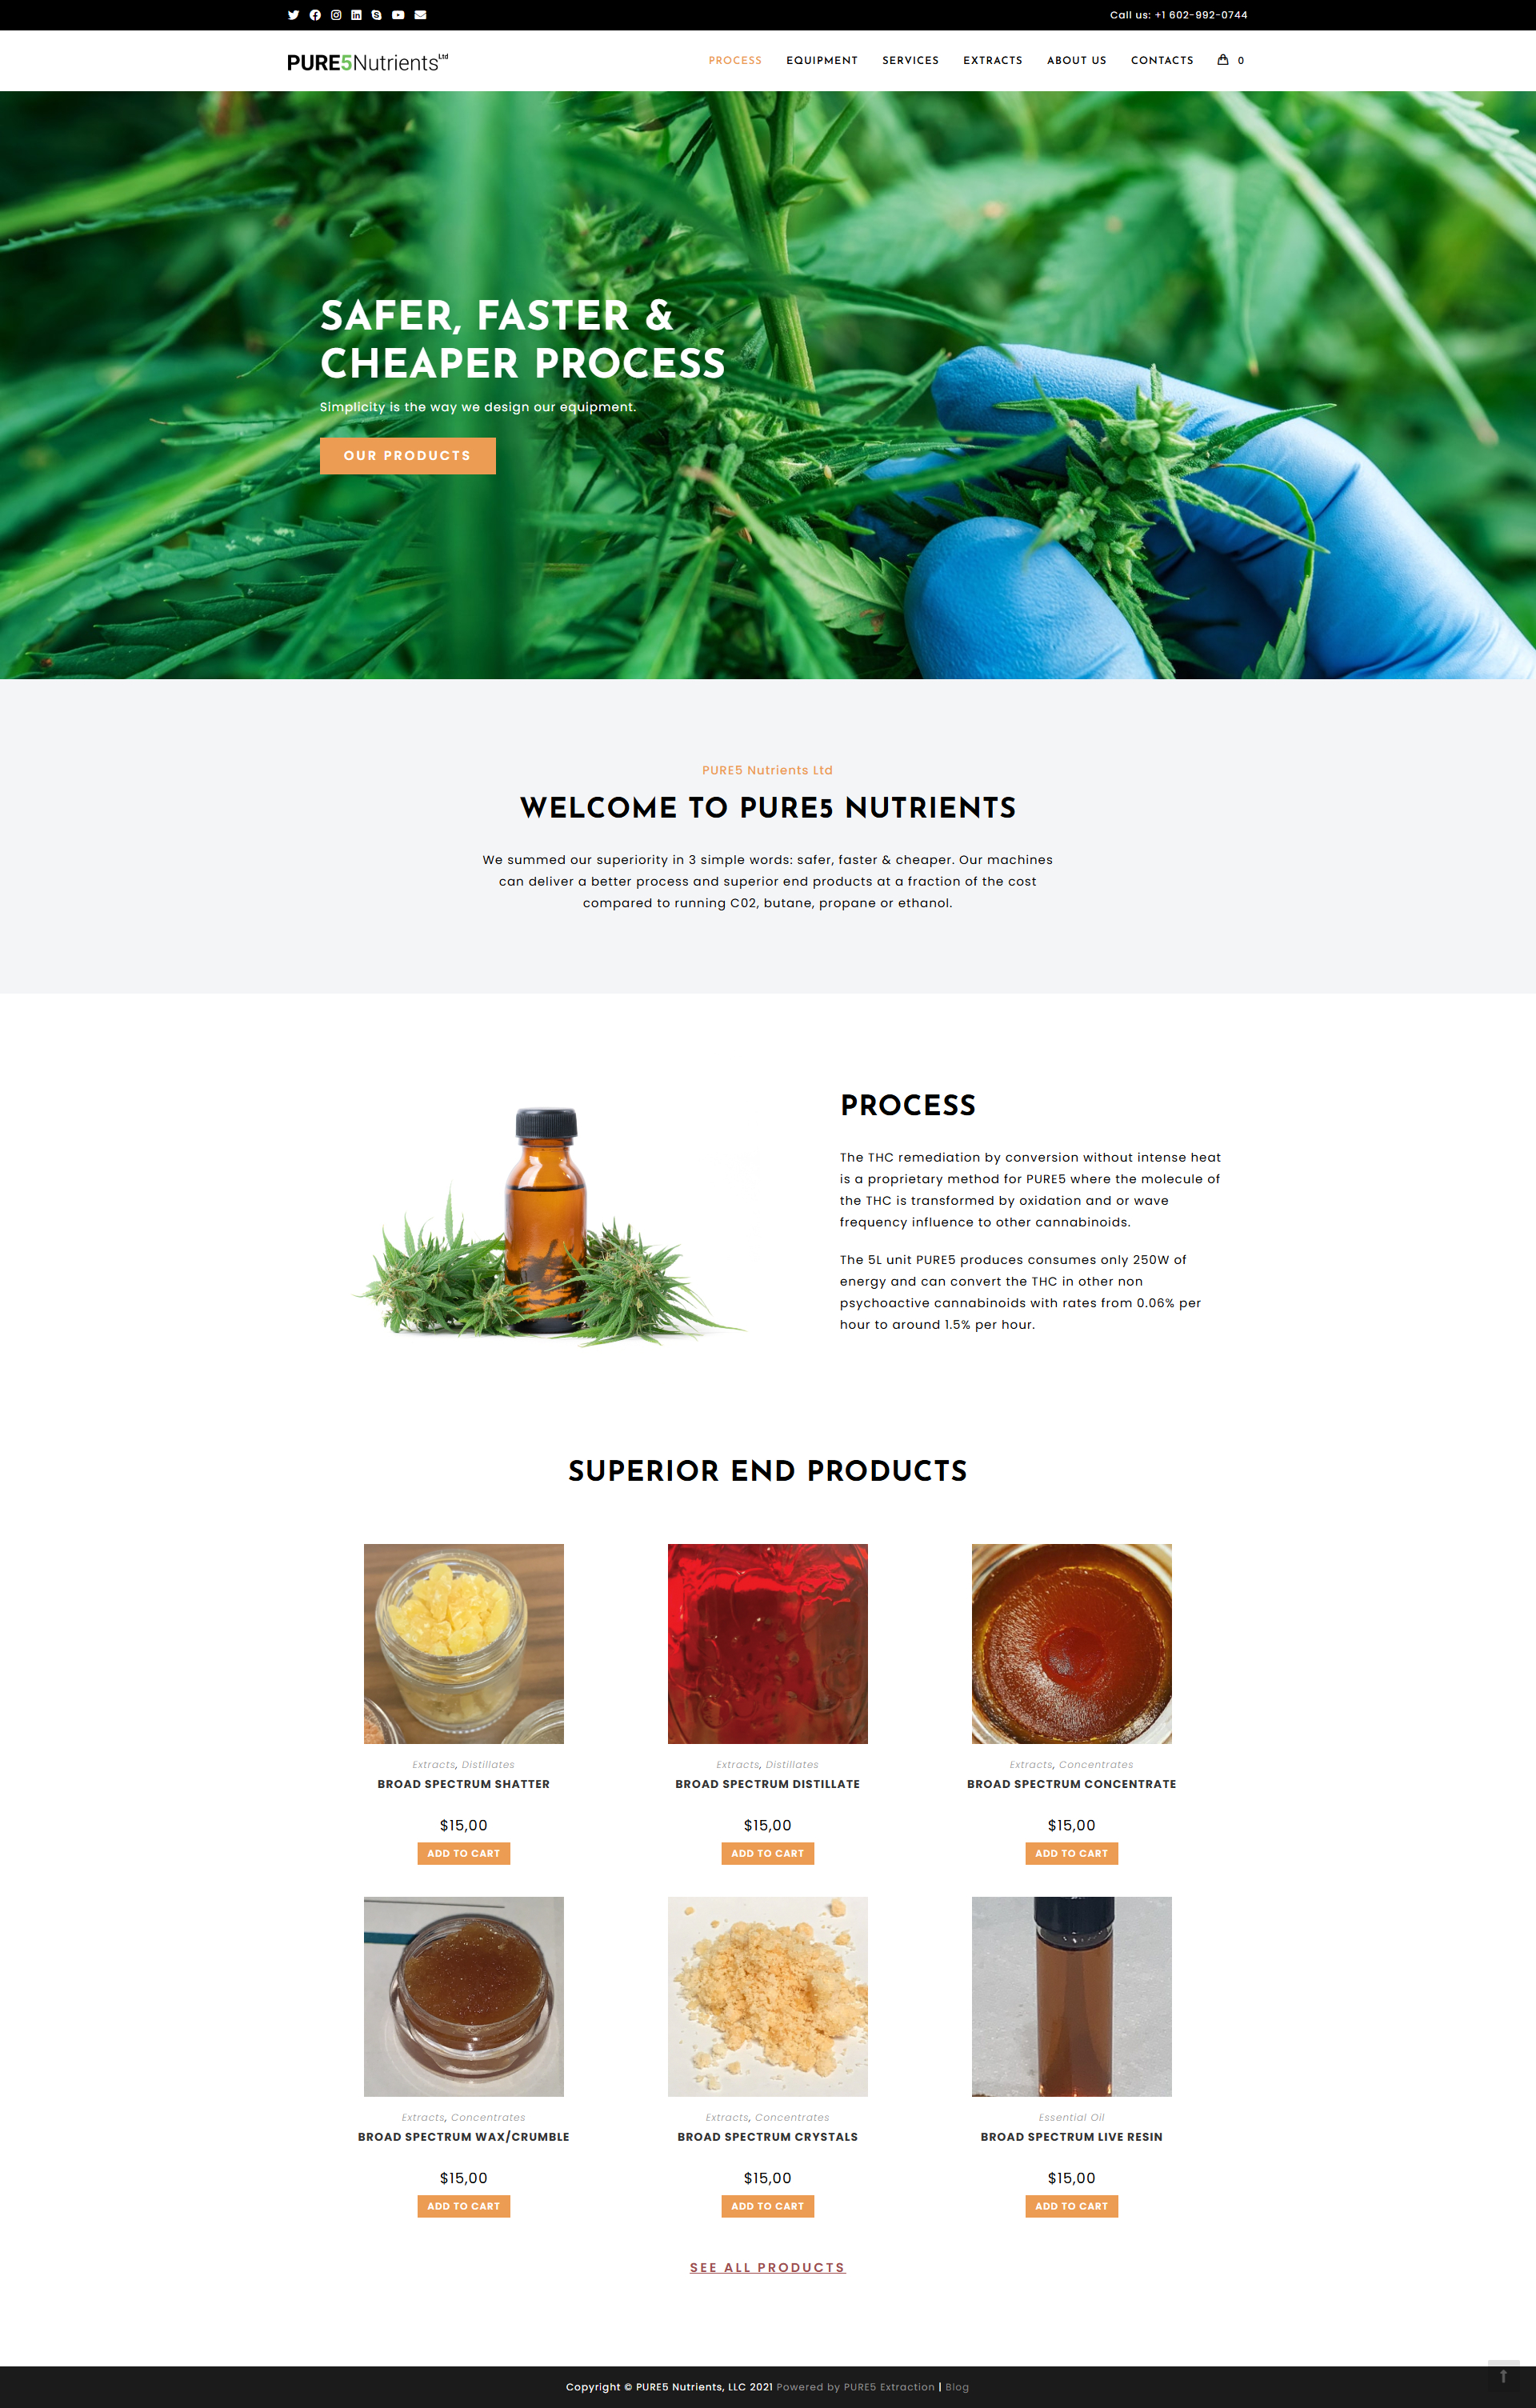 Call us: +1 602-992-0744
PURE5Nutrients Ltd
PROCESS EQUIPMENT SERVICES EXTRACTS ABOUT US CONTACTS 0
SAFER, FASTER &
CHEAPER PROCESS
Simplicity is the way we design our equipment.
OUR PRODUCTS
PURE5 Nutrients Ltd
WELCOME TO PURE5 NUTRIENTS
We summed our superiority in 3 simple words: safer, faster & cheaper. Our machines
can deliver a better process and superior end products at a fraction of the cost
compared to running C02, butane, propane or ethanol.
PROCESS
The THC remediation by conversion without intense heat
is a proprietary method for PURE5 where the molecule of
the THC is transformed by oxidation and or wave
frequency influence to other cannabinoids.
The 5L unit PURE5 produces consumes only 250W of
energy and can convert the THC in other non
psychoactive cannabinoids with rates from 0.06% per
hour to around 1.5% per hour.
SUPERIOR END PRODUCTS
Extracts, Distillates
BROAD SPECTRUM SHATTER
$15,00
ADD TO CART
Extracts, Distillates
BROAD SPECTRUM DISTILLATE
$15,00
ADD TO CART
Extracts, Concentrates
BROAD SPECTRUM CONCENTRATE
$15,00
ADD TO CART
Extracts, Concentrates
BROAD SPECTRUM WAX/CRUMBLE
$15,00
ADD TO CART
Extracts, Concentrates
BROAD SPECTRUM CRYSTALS
$15,00
ADD TO CART
Essential Oil
BROAD SPECTRUM LIVE RESIN
$15,00
ADD TO CART
SEE ALL PRODUCTS
Copyright © PURE5 Nutrients, LLC 2021 Powered by PURE5 Extraction | Blog